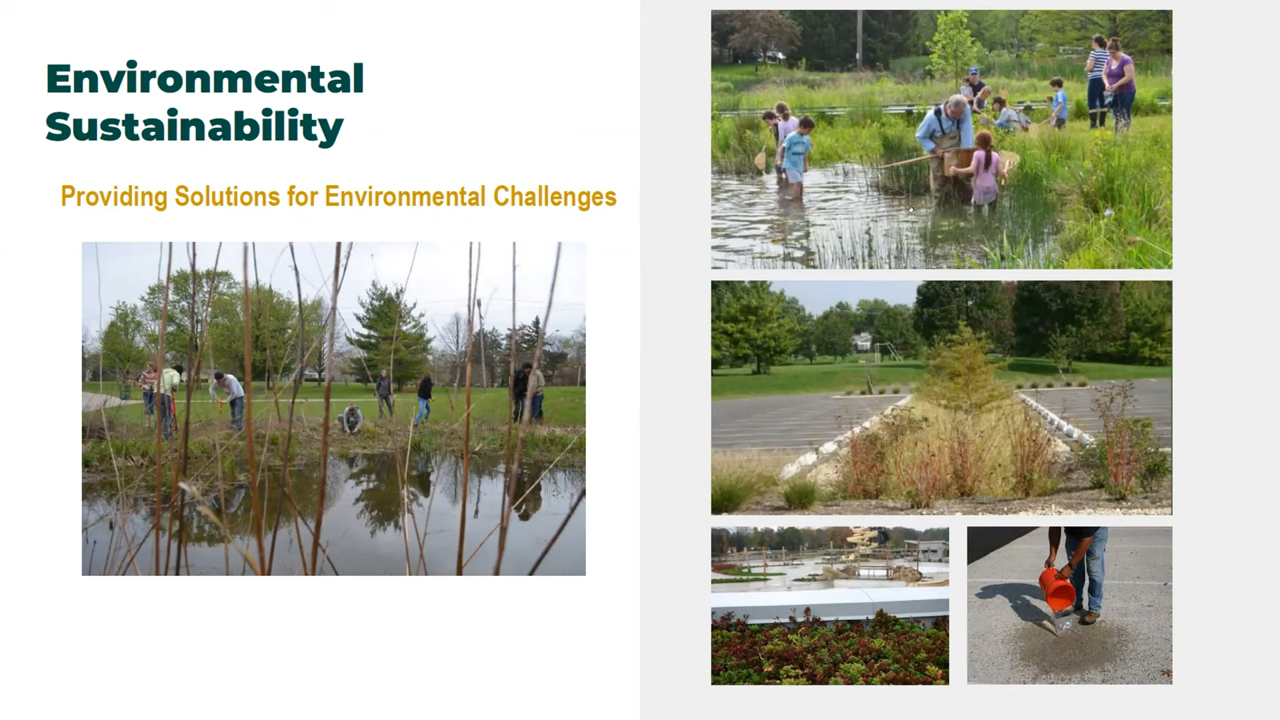 Environmental
Sustainability
Providing Solutions for Environmental Challenges